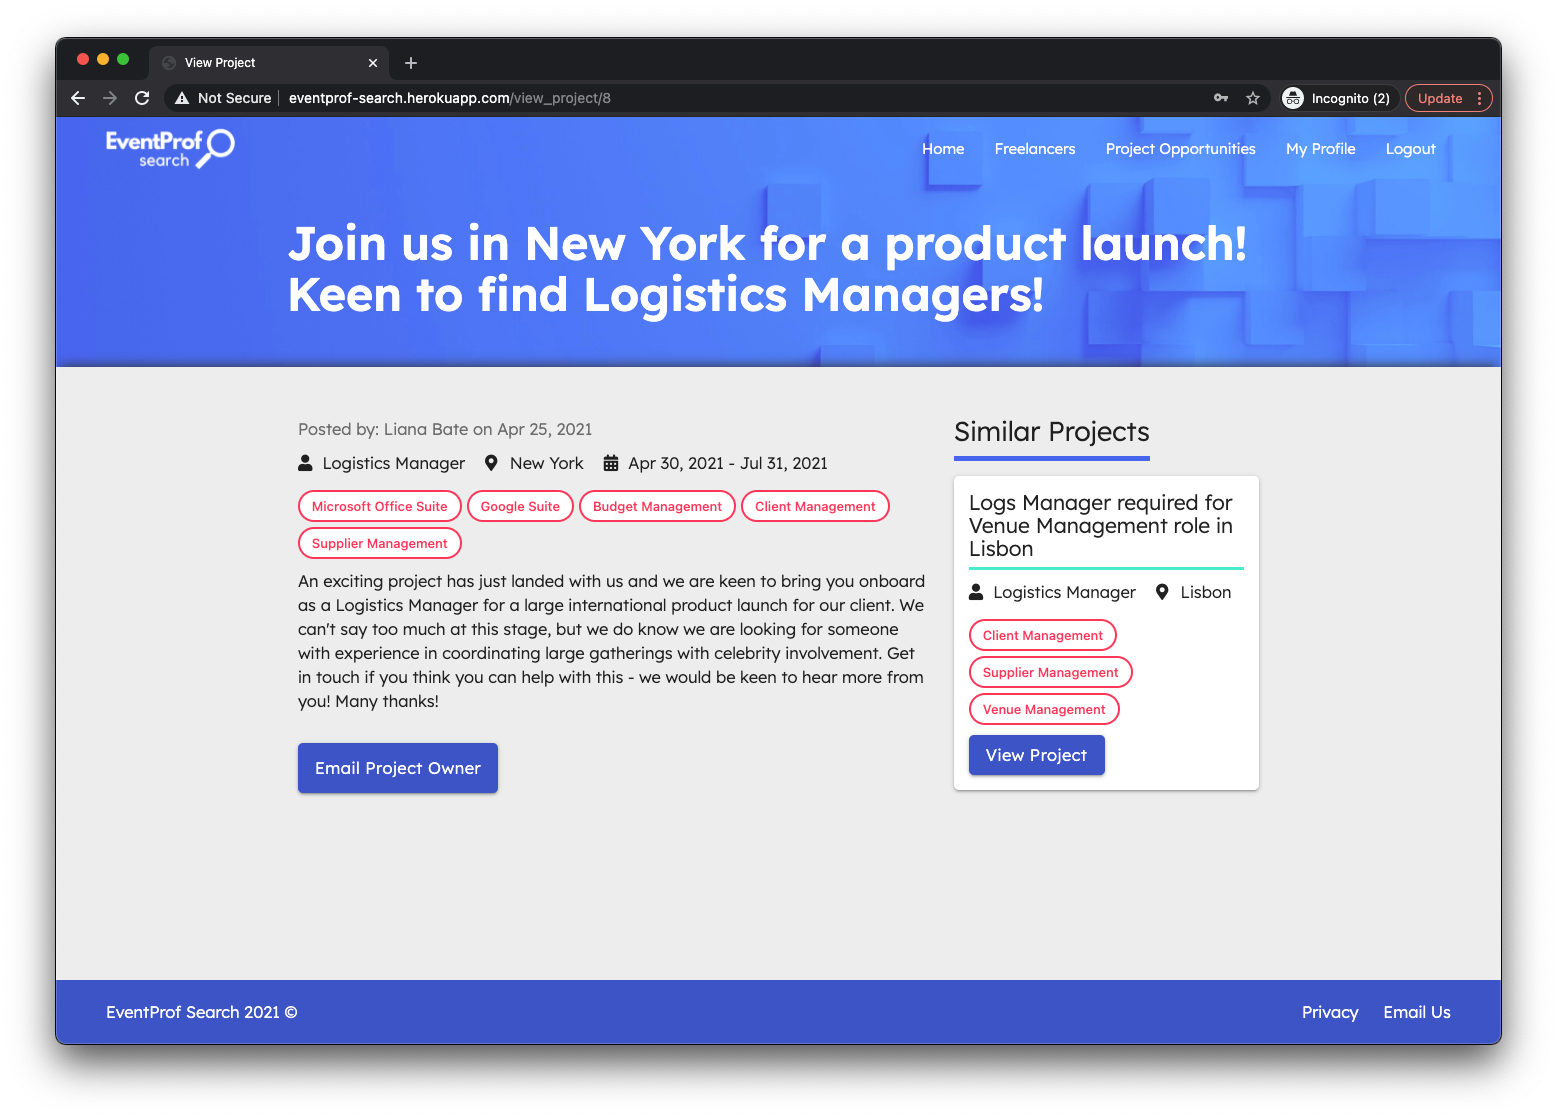 View Project
Not Secure
eventprof-search.herokuapp.com/view_project/8
Incognito (2)
Update
EventProf
search
Home
Freelancers
Project Opportunities
My Profile
Logout
Join us in New York for a product launch!
Keen to find Logistics Managers!
Posted by: Liana Bate on Apr 25, 2021
Logistics Manager
New York
Apr 30, 2021 - Jul 31, 2021
Microsoft Office Suite
Google Suite
Budget Management
Client Management
Supplier Management
An exciting project has just landed with us and we are keen to bring you onboard
as a Logistics Manager for a large international product launch for our client. We
can't say too much at this stage, but we do know we are looking for someone
with experience in coordinating large gatherings with celebrity involvement. Get
in touch if you think you can help with this - we would be keen to hear more from
you! Many thanks!
Email Project Owner
Similar Projects
Logs Manager required for
Venue Management role in
Lisbon
Logistics Manager
Lisbon
Client Management
Supplier Management
Venue Management
View Project
EventProf Search 2021 ©
Privacy
Email Us